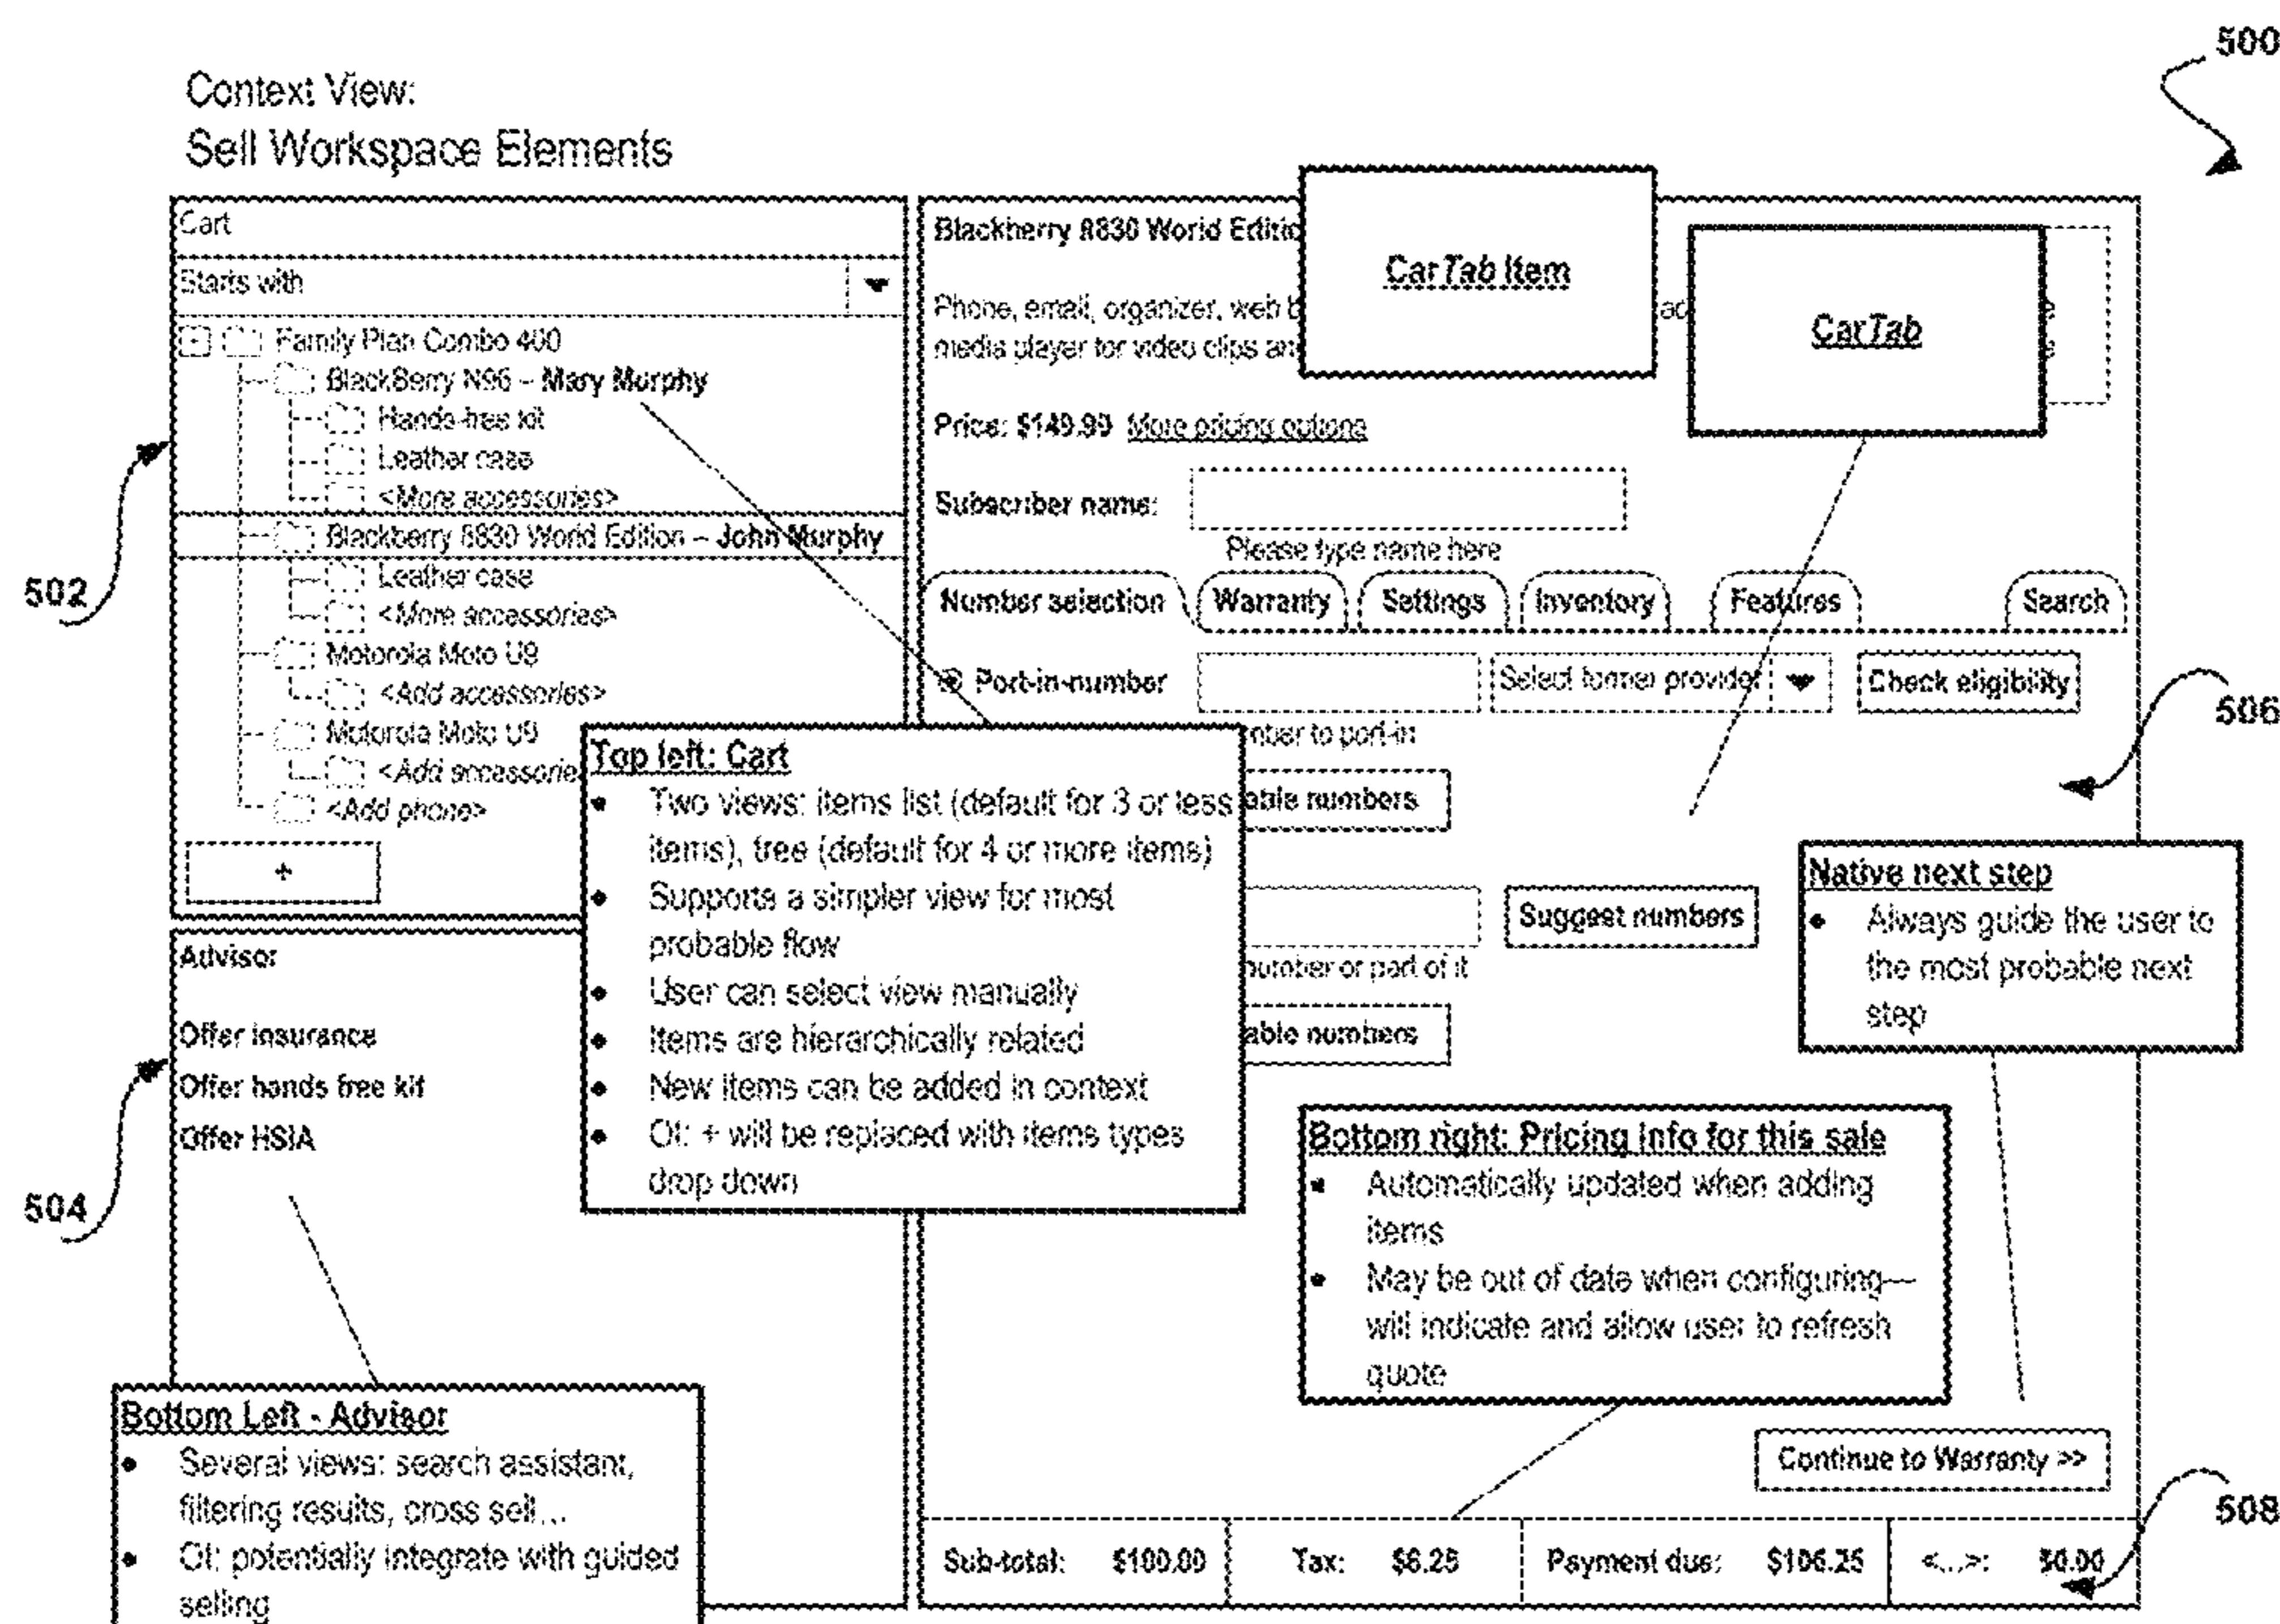 500
Context View:
Sell Workspace Elements
Cart
Starts with
Family Plan Combo 400
BlackBerry N96 – Mary Murphy
Hands-free kit
Leather case
<More accessories>
Blackberry 8830 World Edition – John Murphy
Leather case
<More accessories>
Motorola Moto U9
<Add accessories>
Motorola Moto U9
<Add accessorie
<Add phone>
+
502
Blackberry 8830 World Editio
Phone, email, organizer, web b
media player for video clips an
CarTab Item
CarTab
Price: $149.99 More pricing options
Subscriber name:
Please type name here
Number selection
Warranty
Settings
Inventory
Features
Search
Port-in-number
Select former provider
Check eligibility
506
mber to port-in
able numbers
Suggest numbers
number or part of it
able numbers
Top left: Cart
• Two views: items list (default for 3 or less
items), tree (default for 4 or more items)
• Supports a simpler view for most
probable flow
• User can select view manually
• Items are hierarchically related
• New items can be added in context
• OI: + will be replaced with items types
drop down
Native next step
• Always guide the user to
the most probable next
step
Advisor
Offer insurance
Offer hands free kit
Offer HSIA
504
Bottom right: Pricing info for this sale
• Automatically updated when adding
items
• May be out of date when configuring—
will indicate and allow user to refresh
quote
Bottom Left - Advisor
• Several views: search assistant,
filtering results, cross sell...
• OI: potentially integrate with guided
selling
Continue to Warranty >>
508
Sub-total: $100.00
Tax: $6.25
Payment due: $106.25
<...>: $0.00